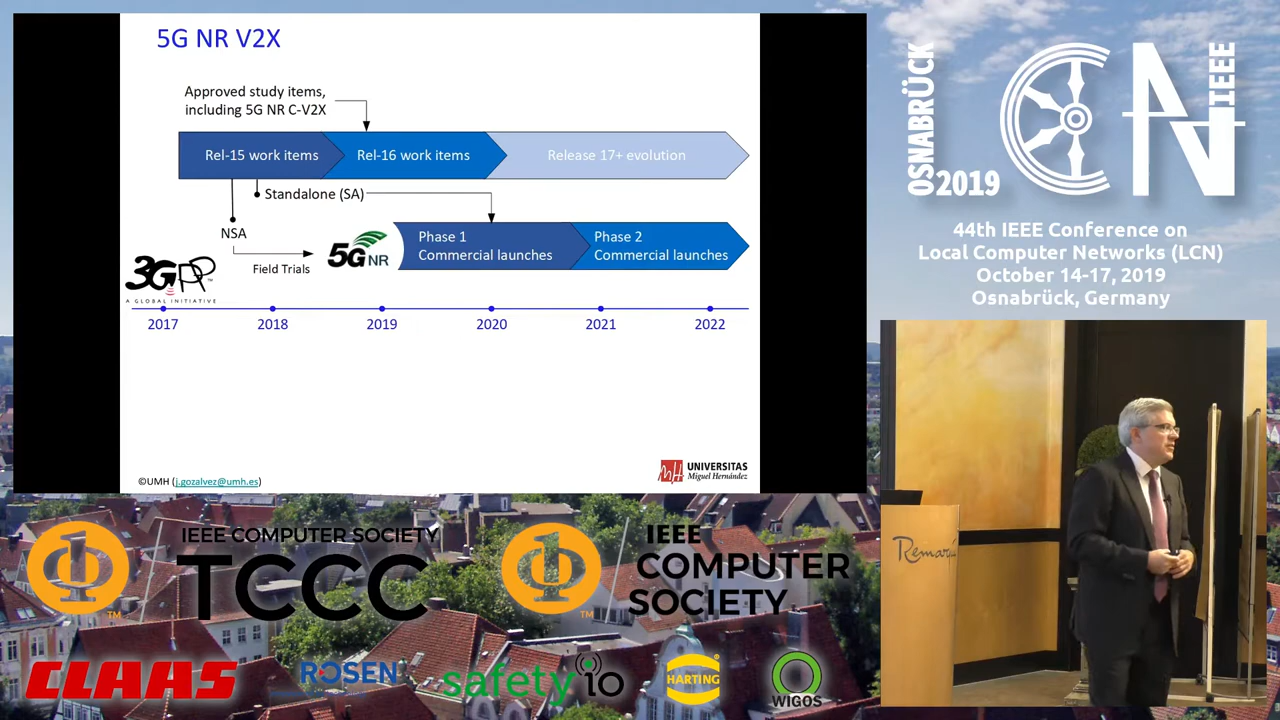 5G NR V2X
Approved study items,
including 5G NR C-V2X
Rel-15 work items
Rel-16 work items
Release 17+ evolution
Standalone (SA)
NSA
Field Trials
5G NR
Phase 1
Commercial launches
Phase 2
Commercial launches
3GPP™
A GLOBAL INITIATIVE
2017
2018
2019
2020
2021
2022
©UMH (j.gozalvez@umh.es)
UNIVERSITAS
Miguel Hernández
OSNABRÜCK
2019
LCN
IEEE
44th IEEE Conference on
Local Computer Networks (LCN)
October 14-17, 2019
Osnabrück, Germany
IEEE COMPUTER SOCIETY
TCCC
TM
IEEE
COMPUTER
SOCIETY
TM
CLAAS
ROSEN
safety io
HARTING
WIGOS